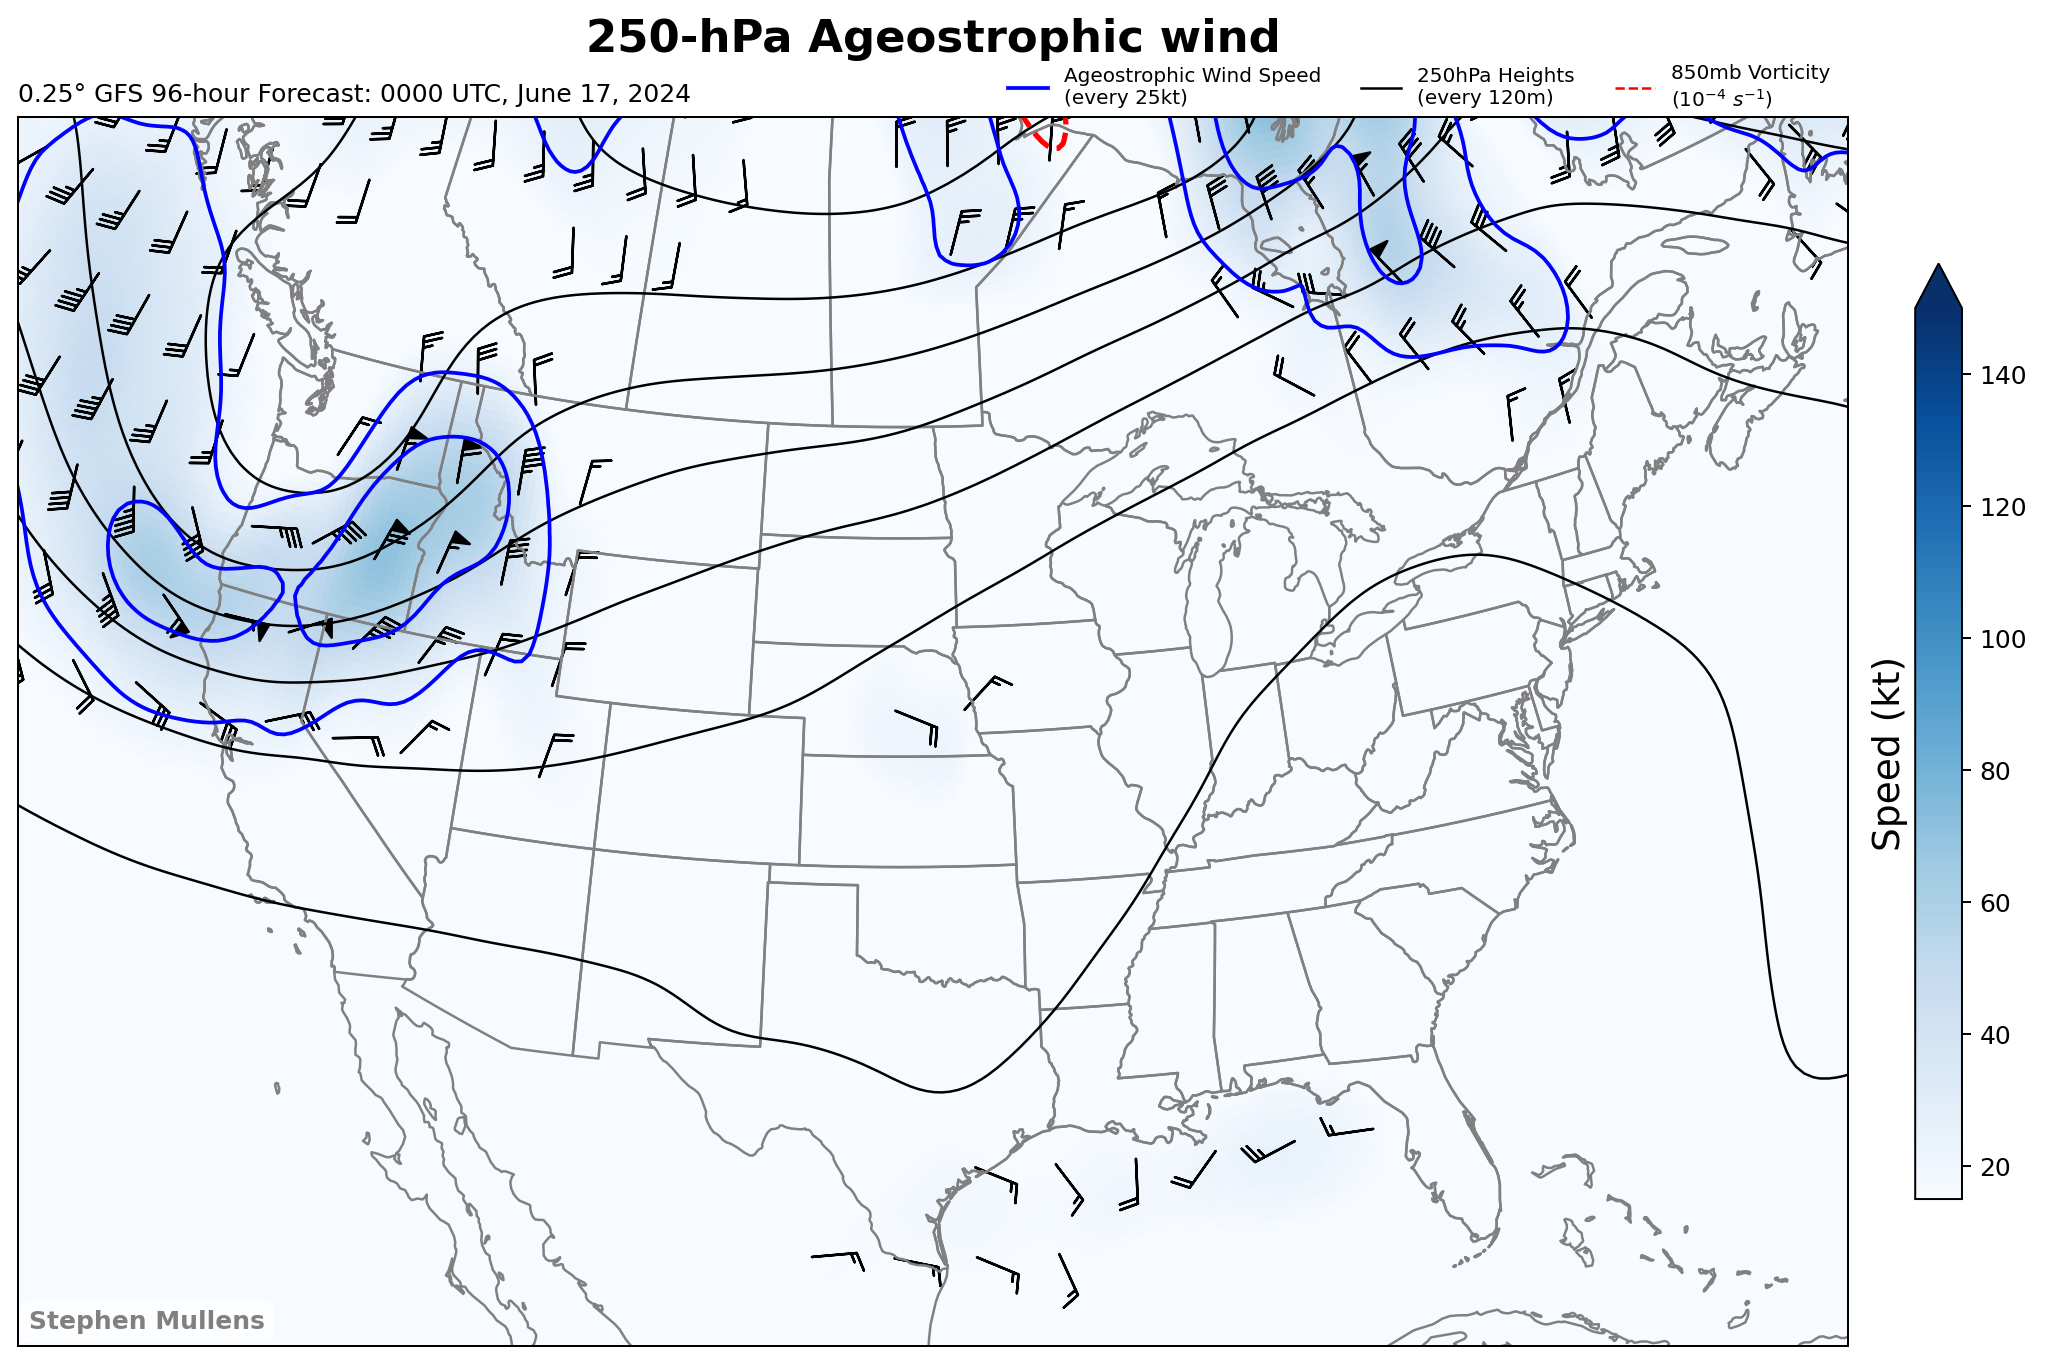 250-hPa Ageostrophic wind
0.25° GFS 96-hour Forecast: 0000 UTC, June 17, 2024
Ageostrophic Wind Speed
(every 25kt)
250hPa Heights
(every 120m)
850mb Vorticity
(10⁻⁴ s⁻¹)
140
120
100
80
60
40
20
Speed (kt)
Stephen Mullens